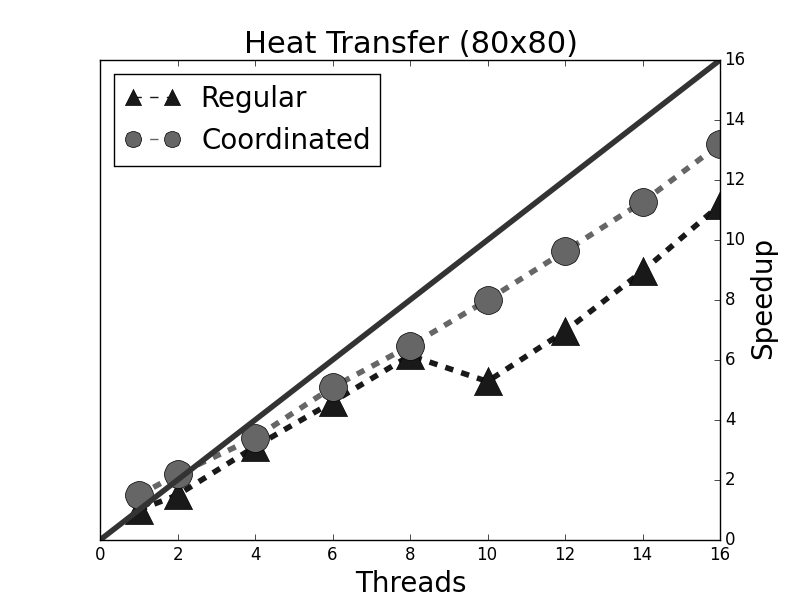 Heat Transfer (80x80)
Regular
Coordinated
16
14
12
10
8
6
4
2
0
Speedup
0 2 4 6 8 10 12 14 16
Threads